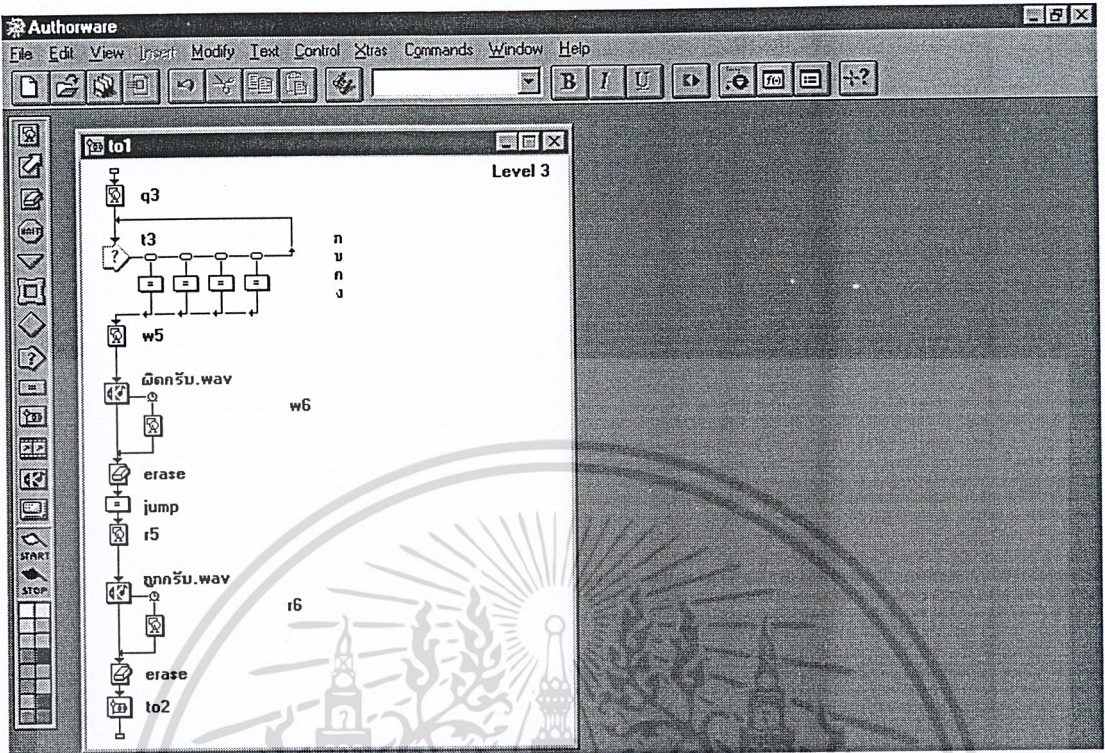 Authorware
File Edit View Insert Modify Text Control Xtras Commands Window Help
B I U
to1
Level 3
q3
t3
ก
ข
ค
ง
w5
ผิดครับ.wav
w6
erase
jump
r5
ถูกครับ.wav
r6
erase
to2
WAIT
START
STOP